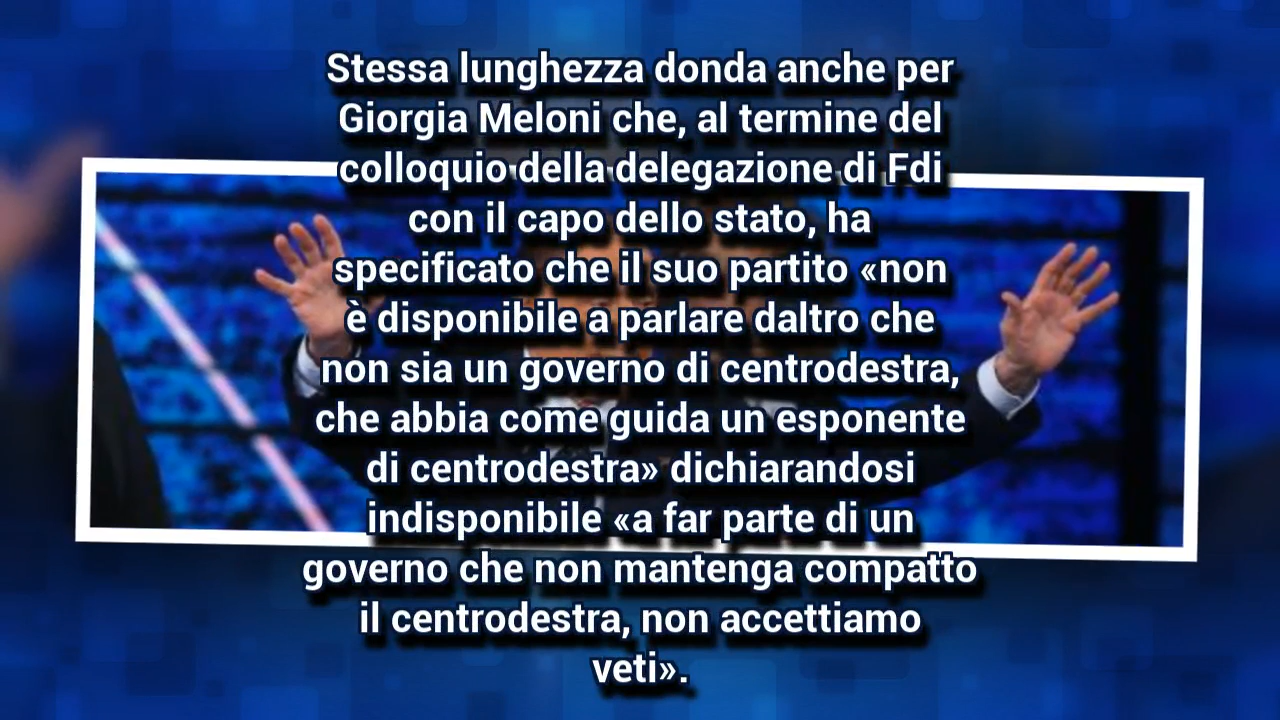 Stessa lunghezza donda anche per
Giorgia Meloni che, al termine del
colloquio della delegazione di Fdi
con il capo dello stato, ha
specificato che il suo partito «non
è disponibile a parlare daltro che
non sia un governo di centrodestra,
che abbia come guida un esponente
di centrodestra» dichiarandosi
indisponibile «a far parte di un
governo che non mantenga compatto
il centrodestra, non accettiamo
veti».